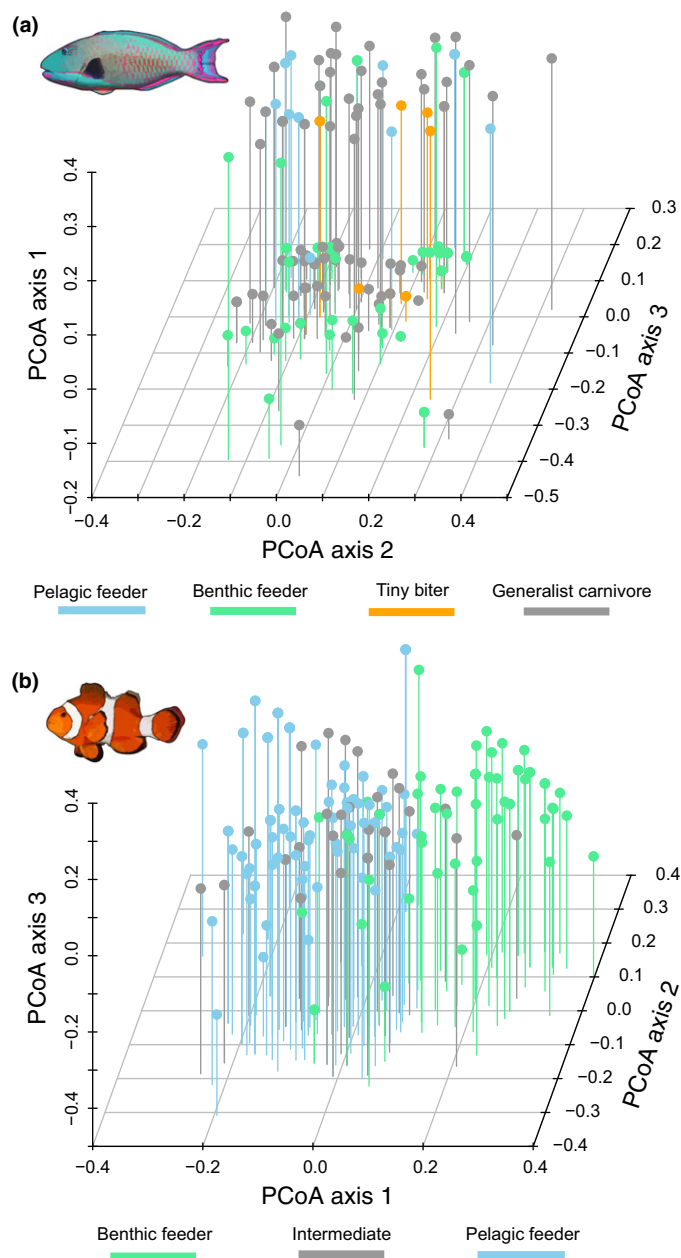 (a)
0.4
0.3
0.2
0.1
0.0
−0.1
−0.2
PCoA axis 1
−0.4
−0.2
0.0
0.2
0.4
PCoA axis 2
0.3
0.2
0.0
−0.1
−0.2
−0.3
−0.4
−0.5
PCoA axis 3
Pelagic feeder
Benthic feeder
Tiny biter
Generalist carnivore
(b)
0.4
0.2
0.0
−0.2
−0.4
PCoA axis 3
−0.4
−0.2
0.0
0.2
0.4
PCoA axis 1
0.4
0.3
0.2
0.1
0.0
−0.1
−0.2
−0.3
−0.4
PCoA axis 2
Benthic feeder
Intermediate
Pelagic feeder